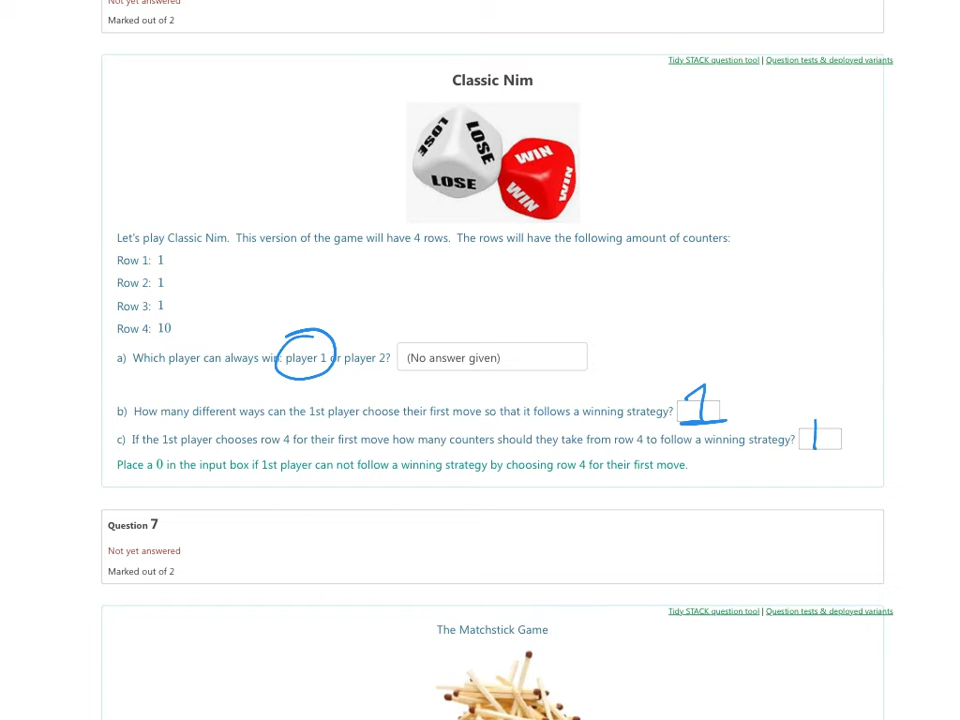 Not yet answered
Marked out of 2
Tidy STACK question tool | Question tests & deployed variants
Classic Nim
LOSE LOSE LOSE WIN WIN WIN
Let's play Classic Nim. This version of the game will have 4 rows. The rows will have the following amount of counters:
Row 1: 1
Row 2: 1
Row 3: 1
Row 4: 10
a) Which player can always win: player 1 or player 2? (No answer given)
b) How many different ways can the 1st player choose their first move so that it follows a winning strategy? 1
c) If the 1st player chooses row 4 for their first move how many counters should they take from row 4 to follow a winning strategy? 1
Place a 0 in the input box if 1st player can not follow a winning strategy by choosing row 4 for their first move.
Question 7
Not yet answered
Marked out of 2
Tidy STACK question tool | Question tests & deployed variants
The Matchstick Game